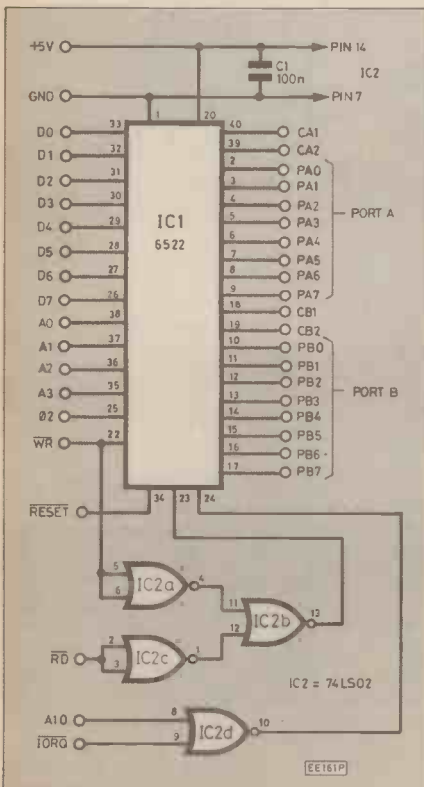 +5V
PIN 14
C1
100n
IC2
GND
PIN 7
1
20
D0
33
40
CA1
D1
32
39
CA2
D2
31
2
PA0
D3
30
3
PA1
D4
29
4
PA2
D5
28
5
PA3
D6
27
6
PA4
D7
26
7
PA5
A0
38
8
PA6
A1
37
9
PA7
A2
36
18
CB1
A3
35
19
CB2
Ø2
25
10
PB0
WR
22
11
PB1
12
PB2
13
PB3
14
PB4
15
PB5
16
PB6
17
PB7
IC1
6522
PORT A
PORT B
34
23
24
RESET
5
6
IC2a
4
11
12
IC2b
13
RD
2
3
IC2c
1
IC2 = 74LS02
A10
8
IORQ
9
IC2d
10
EE161P